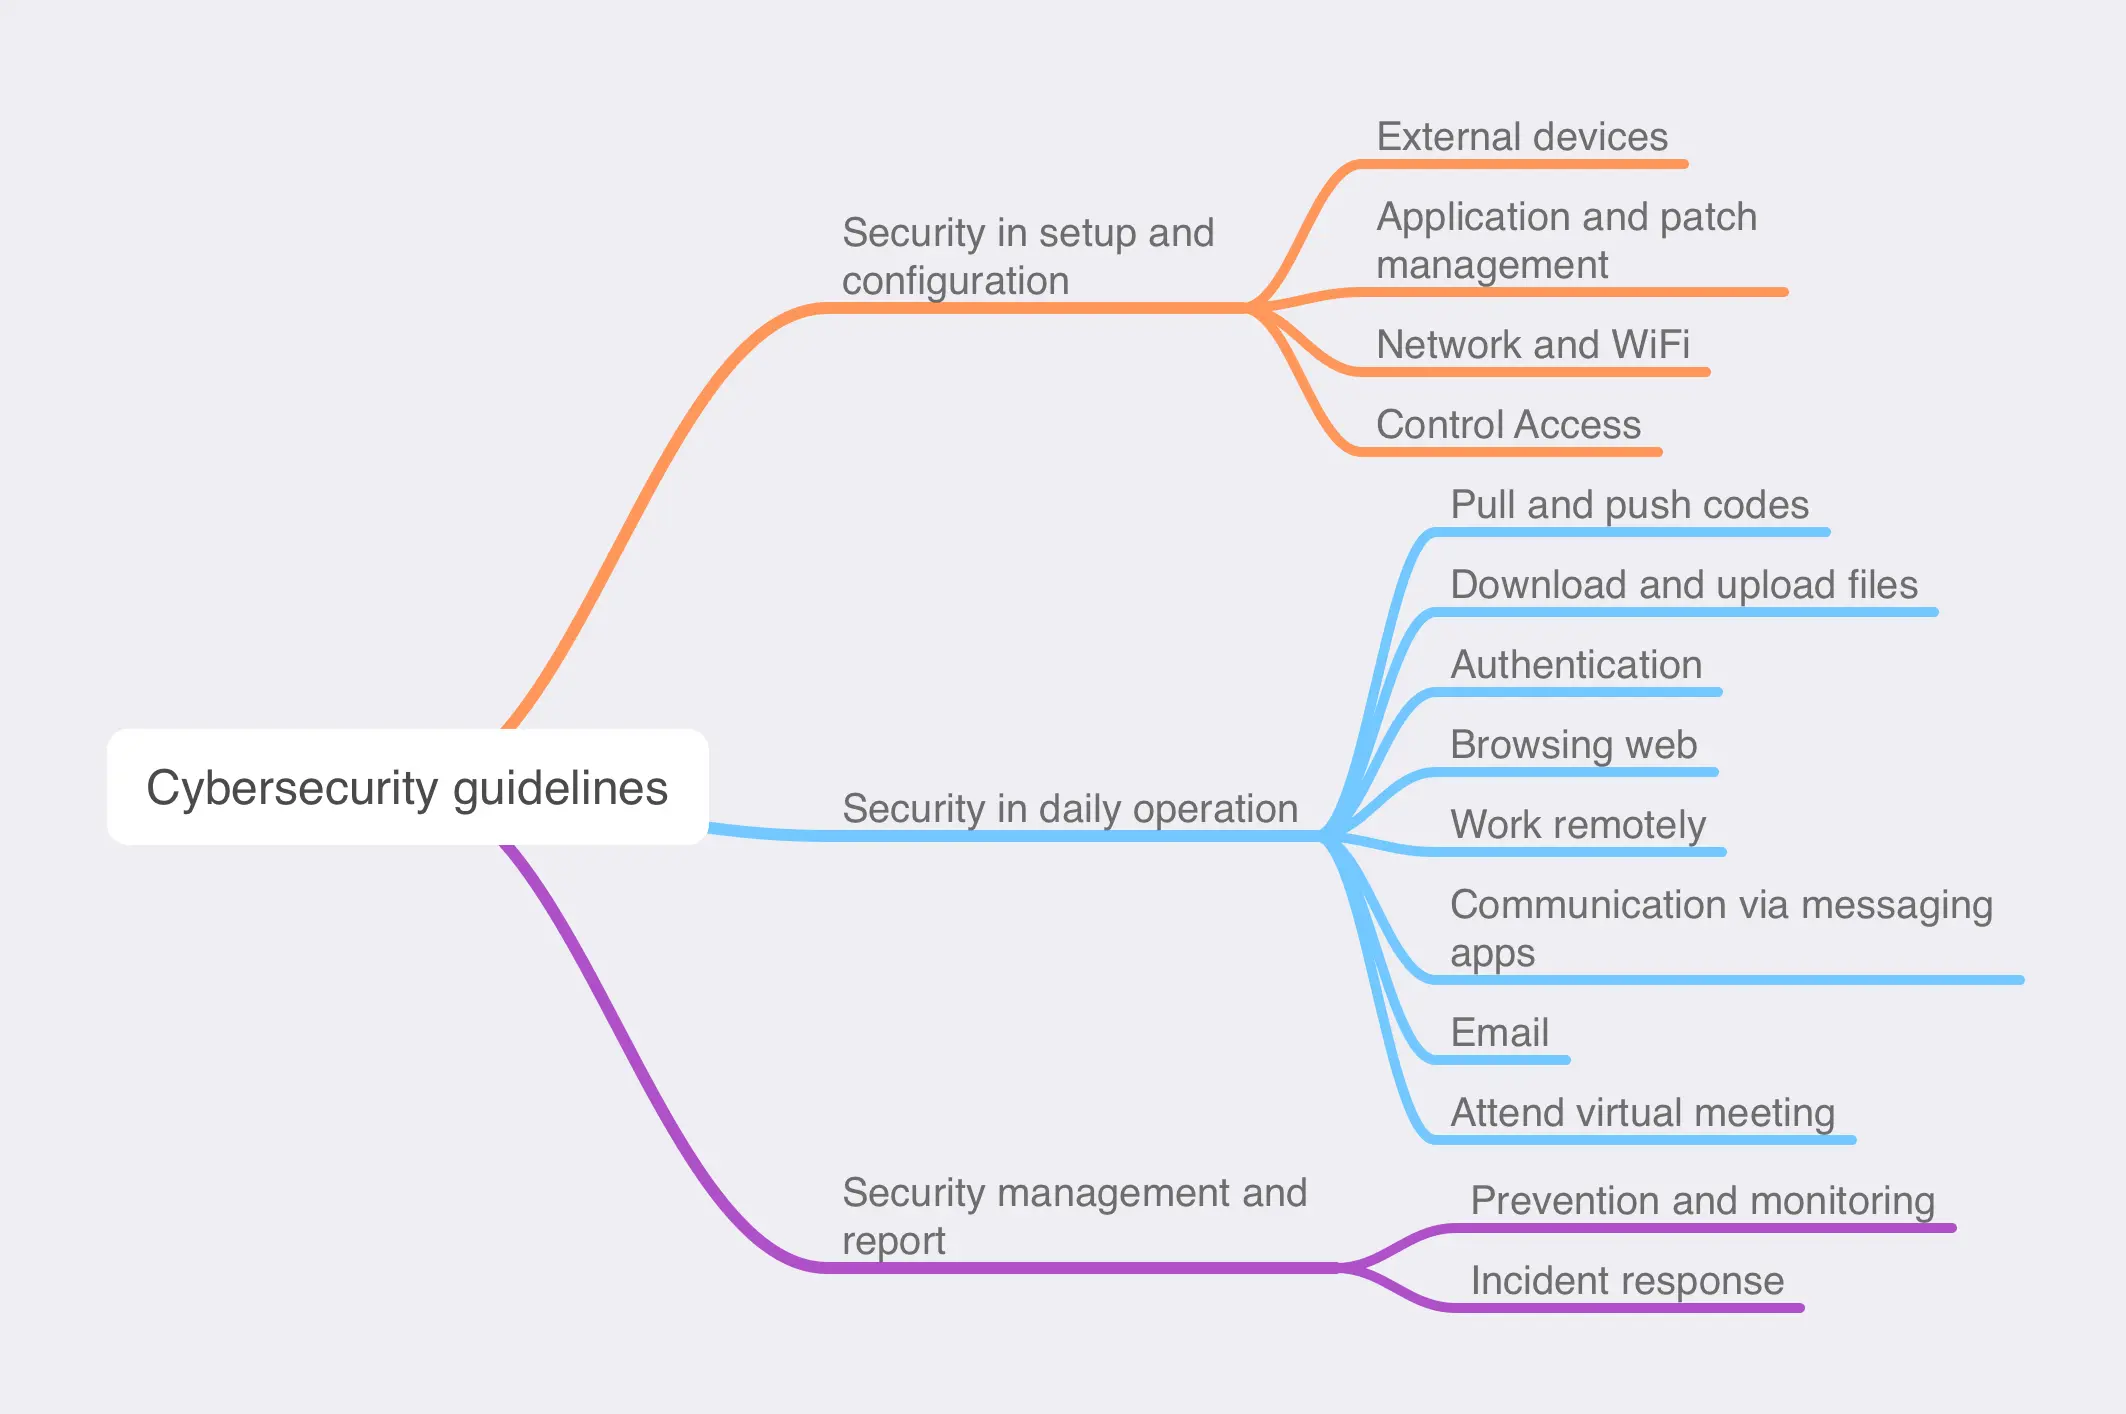 Cybersecurity guidelines
Security in setup and
configuration
External devices
Application and patch
management
Network and WiFi
Control Access
Security in daily operation
Pull and push codes
Download and upload files
Authentication
Browsing web
Work remotely
Communication via messaging
apps
Email
Attend virtual meeting
Security management and
report
Prevention and monitoring
Incident response